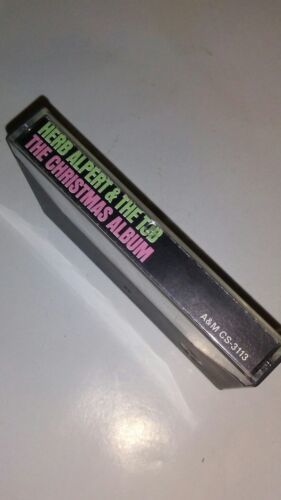 HERB ALPERT & THE TJB
THE CHRISTMAS ALBUM
A&M CS-3113